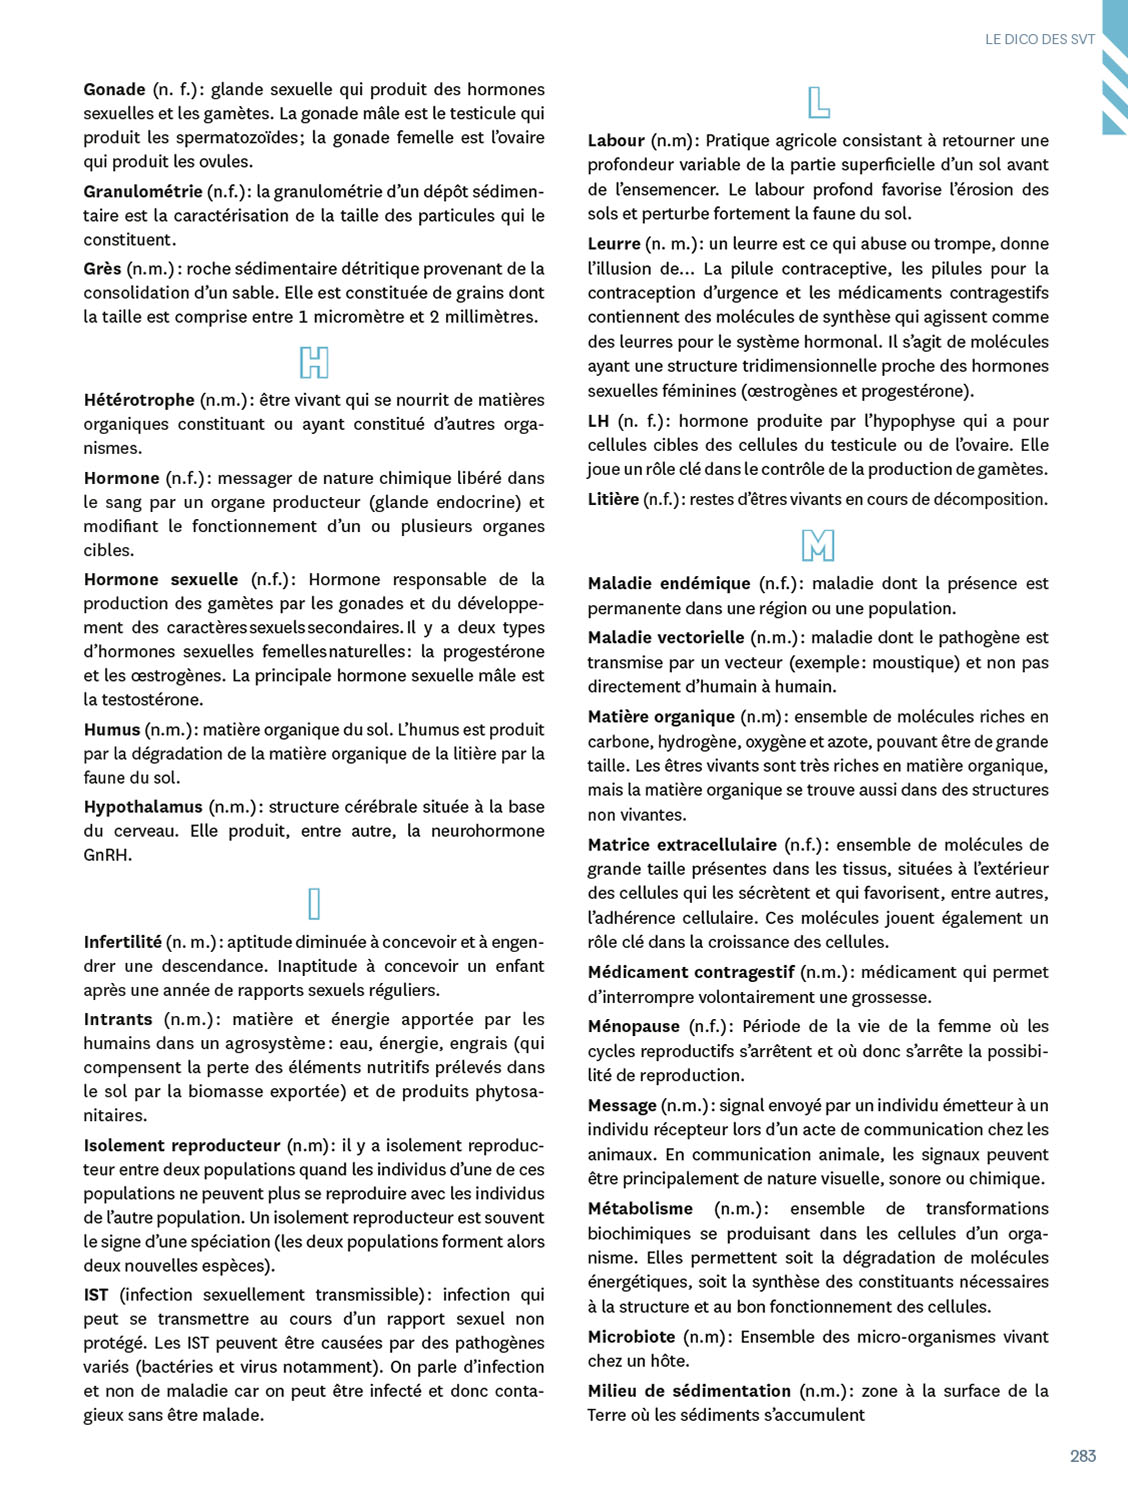 LE DICO DES SVT
Gonade (n. f.) : glande sexuelle qui produit des hormones
sexuelles et les gamètes. La gonade mâle est le testicule qui
produit les spermatozoïdes ; la gonade femelle est l’ovaire
qui produit les ovules.
Granulométrie (n.f.) : la granulométrie d’un dépôt sédimen-
taire est la caractérisation de la taille des particules qui le
constituent.
Grès (n.m.) : roche sédimentaire détritique provenant de la
consolidation d’un sable. Elle est constituée de grains dont
la taille est comprise entre 1 micromètre et 2 millimètres.
H
Hétérotrophe (n.m.) : être vivant qui se nourrit de matières
organiques constituant ou ayant constitué d’autres orga-
nismes.
Hormone (n.f.) : messager de nature chimique libéré dans
le sang par un organe producteur (glande endocrine) et
modifiant le fonctionnement d’un ou plusieurs organes
cibles.
Hormone sexuelle (n.f.) : Hormone responsable de la
production des gamètes par les gonades et du développe-
ment des caractères sexuels secondaires. Il y a deux types
d’hormones sexuelles femelles naturelles : la progestérone
et les œstrogènes. La principale hormone sexuelle mâle est
la testostérone.
Humus (n.m.) : matière organique du sol. L’humus est produit
par la dégradation de la matière organique de la litière par la
faune du sol.
Hypothalamus (n.m.) : structure cérébrale située à la base
du cerveau. Elle produit, entre autre, la neurohormone
GnRH.
I
Infertilité (n. m.) : aptitude diminuée à concevoir et à engen-
drer une descendance. Inaptitude à concevoir un enfant
après une année de rapports sexuels réguliers.
Intrants (n.m.) : matière et énergie apportée par les
humains dans un agrosystème : eau, énergie, engrais (qui
compensent la perte des éléments nutritifs prélevés dans
le sol par la biomasse exportée) et de produits phytosa-
nitaires.
Isolement reproducteur (n.m) : il y a isolement reproduc-
teur entre deux populations quand les individus d’une de ces
populations ne peuvent plus se reproduire avec les individus
de l’autre population. Un isolement reproducteur est souvent
le signe d’une spéciation (les deux populations forment alors
deux nouvelles espèces).
IST (infection sexuellement transmissible) : infection qui
peut se transmettre au cours d’un rapport sexuel non
protégé. Les IST peuvent être causées par des pathogènes
variés (bactéries et virus notamment). On parle d’infection
et non de maladie car on peut être infecté et donc conta-
gieux sans être malade.
L
Labour (n.m) : Pratique agricole consistant à retourner une
profondeur variable de la partie superficielle d’un sol avant
de l’ensemencer. Le labour profond favorise l’érosion des
sols et perturbe fortement la faune du sol.
Leurre (n. m.) : un leurre est ce qui abuse ou trompe, donne
l’illusion de… La pilule contraceptive, les pilules pour la
contraception d’urgence et les médicaments contragestifs
contiennent des molécules de synthèse qui agissent comme
des leurres pour le système hormonal. Il s’agit de molécules
ayant une structure tridimensionnelle proche des hormones
sexuelles féminines (œstrogènes et progestérone).
LH (n. f.) : hormone produite par l’hypophyse qui a pour
cellules cibles des cellules du testicule ou de l’ovaire. Elle
joue un rôle clé dans le contrôle de la production de gamètes.
Litière (n.f.) : restes d’êtres vivants en cours de décomposition.
M
Maladie endémique (n.f.) : maladie dont la présence est
permanente dans une région ou une population.
Maladie vectorielle (n.m.) : maladie dont le pathogène est
transmise par un vecteur (exemple : moustique) et non pas
directement d’humain à humain.
Matière organique (n.m) : ensemble de molécules riches en
carbone, hydrogène, oxygène et azote, pouvant être de grande
taille. Les êtres vivants sont très riches en matière organique,
mais la matière organique se trouve aussi dans des structures
non vivantes.
Matrice extracellulaire (n.f.) : ensemble de molécules de
grande taille présentes dans les tissus, situées à l’extérieur
des cellules qui les sécrètent et qui favorisent, entre autres,
l’adhérence cellulaire. Ces molécules jouent également un
rôle clé dans la croissance des cellules.
Médicament contragestif (n.m.) : médicament qui permet
d’interrompre volontairement une grossesse.
Ménopause (n.f.) : Période de la vie de la femme où les
cycles reproductifs s’arrêtent et où donc s’arrête la possibi-
lité de reproduction.
Message (n.m.) : signal envoyé par un individu émetteur à un
individu récepteur lors d’un acte de communication chez les
animaux. En communication animale, les signaux peuvent
être principalement de nature visuelle, sonore ou chimique.
Métabolisme (n.m.) : ensemble de transformations
biochimiques se produisant dans les cellules d’un orga-
nisme. Elles permettent soit la dégradation de molécules
énergétiques, soit la synthèse des constituants nécessaires
à la structure et au bon fonctionnement des cellules.
Microbiote (n.m) : Ensemble des micro-organismes vivant
chez un hôte.
Milieu de sédimentation (n.m.) : zone à la surface de la
Terre où les sédiments s’accumulent
283